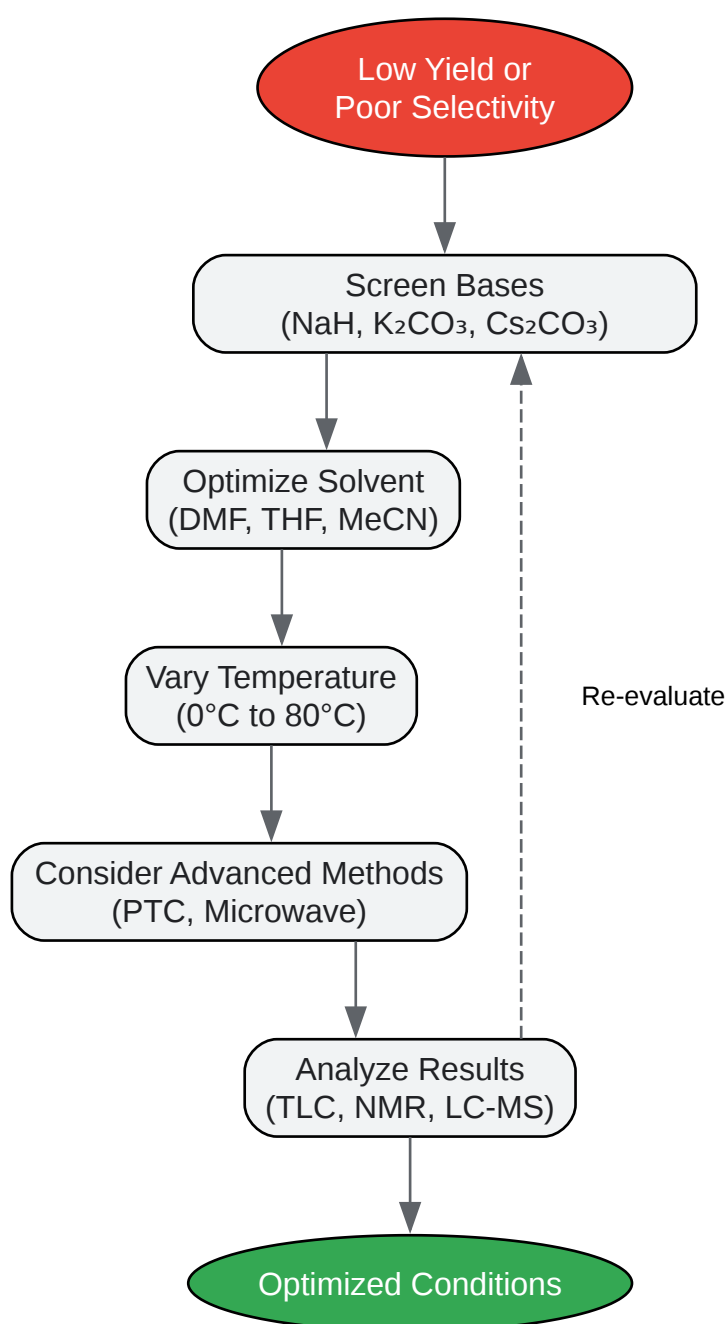 Low Yield or
Poor Selectivity
Screen Bases
(NaH, K₂CO₃, Cs₂CO₃)
Optimize Solvent
(DMF, THF, MeCN)
Vary Temperature
(0°C to 80°C)
Re-evaluate
Consider Advanced Methods
(PTC, Microwave)
Analyze Results
(TLC, NMR, LC-MS)
Optimized Conditions